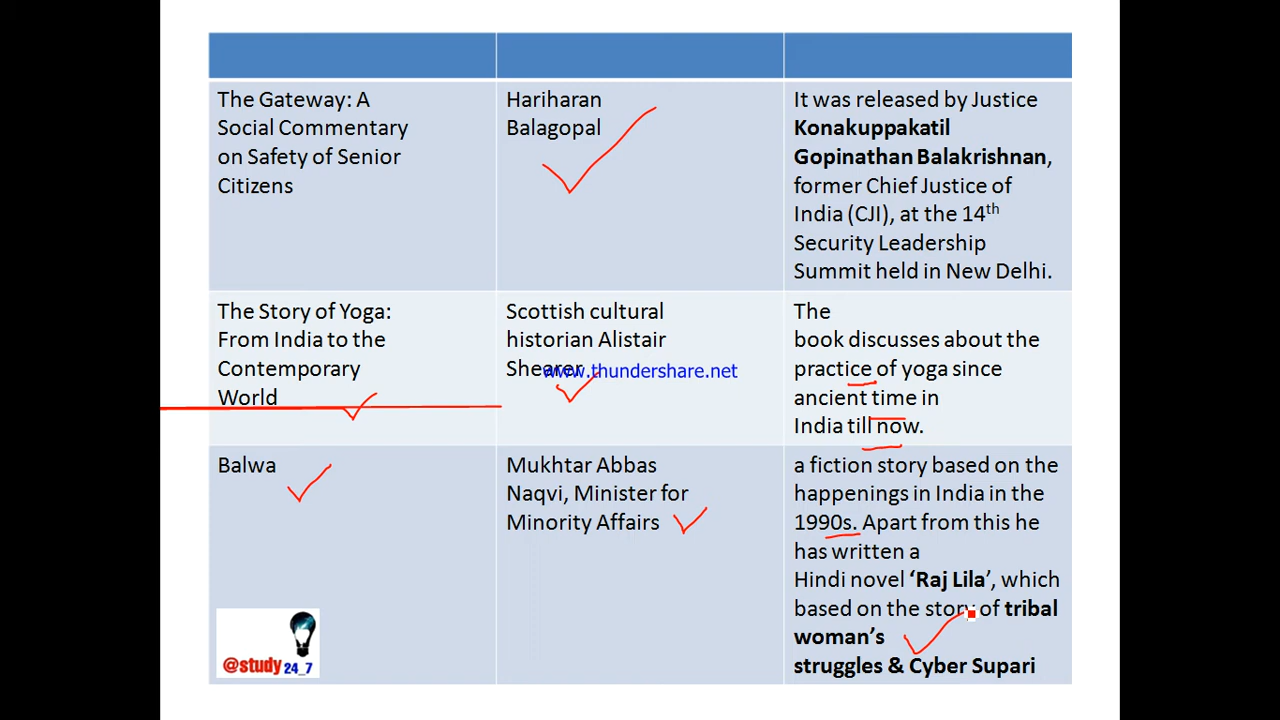 The Gateway: A
Social Commentary
on Safety of Senior
Citizens
Hariharan
Balagopal
It was released by Justice
Konakuppakatil
Gopinathan Balakrishnan,
former Chief Justice of
India (CJI), at the 14th
Security Leadership
Summit held in New Delhi.
The Story of Yoga:
From India to the
Contemporary
World
Scottish cultural
historian Alistair
Shearer
www.thundershare.net
The
book discusses about the
practice of yoga since
ancient time in
India till now.
Balwa
Mukhtar Abbas
Naqvi, Minister for
Minority Affairs
a fiction story based on the
happenings in India in the
1990s. Apart from this he
has written a
Hindi novel ‘Raj Lila’, which
based on the story of tribal
woman’s
struggles & Cyber Supari
@study 24_7